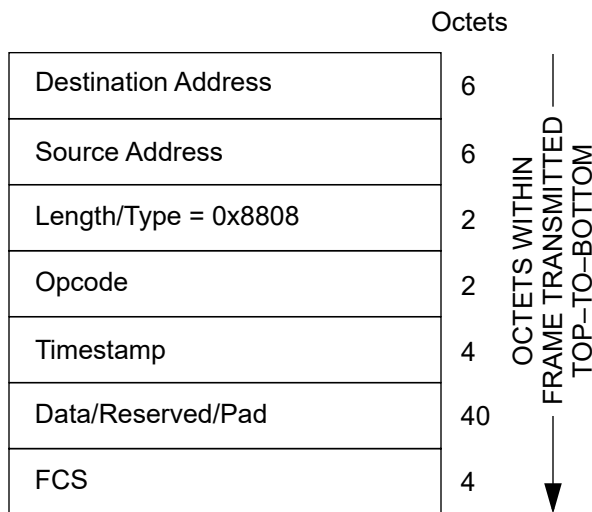 Octets
Destination Address 6
Source Address 6
Length/Type = 0x8808 2
Opcode 2
Timestamp 4
Data/Reserved/Pad 40
FCS 4
OCTETS WITHIN
FRAME TRANSMITTED
TOP–TO–BOTTOM